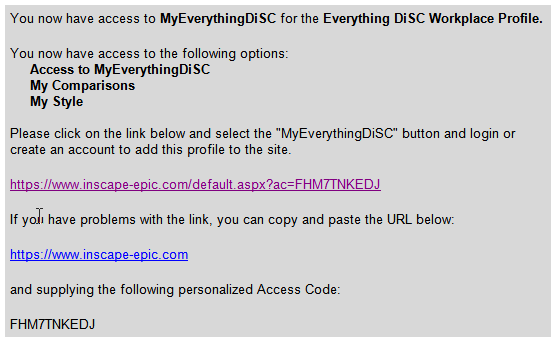 You now have access to MyEverythingDiSC for the Everything DiSC Workplace Profile.
You now have access to the following options:
Access to MyEverythingDiSC
My Comparisons
My Style
Please click on the link below and select the "MyEverythingDiSC" button and login or
create an account to add this profile to the site.
https://www.inscape-epic.com/default.aspx?ac=FHM7TNKEDJ
If you have problems with the link, you can copy and paste the URL below:
https://www.inscape-epic.com
and supplying the following personalized Access Code:
FHM7TNKEDJ